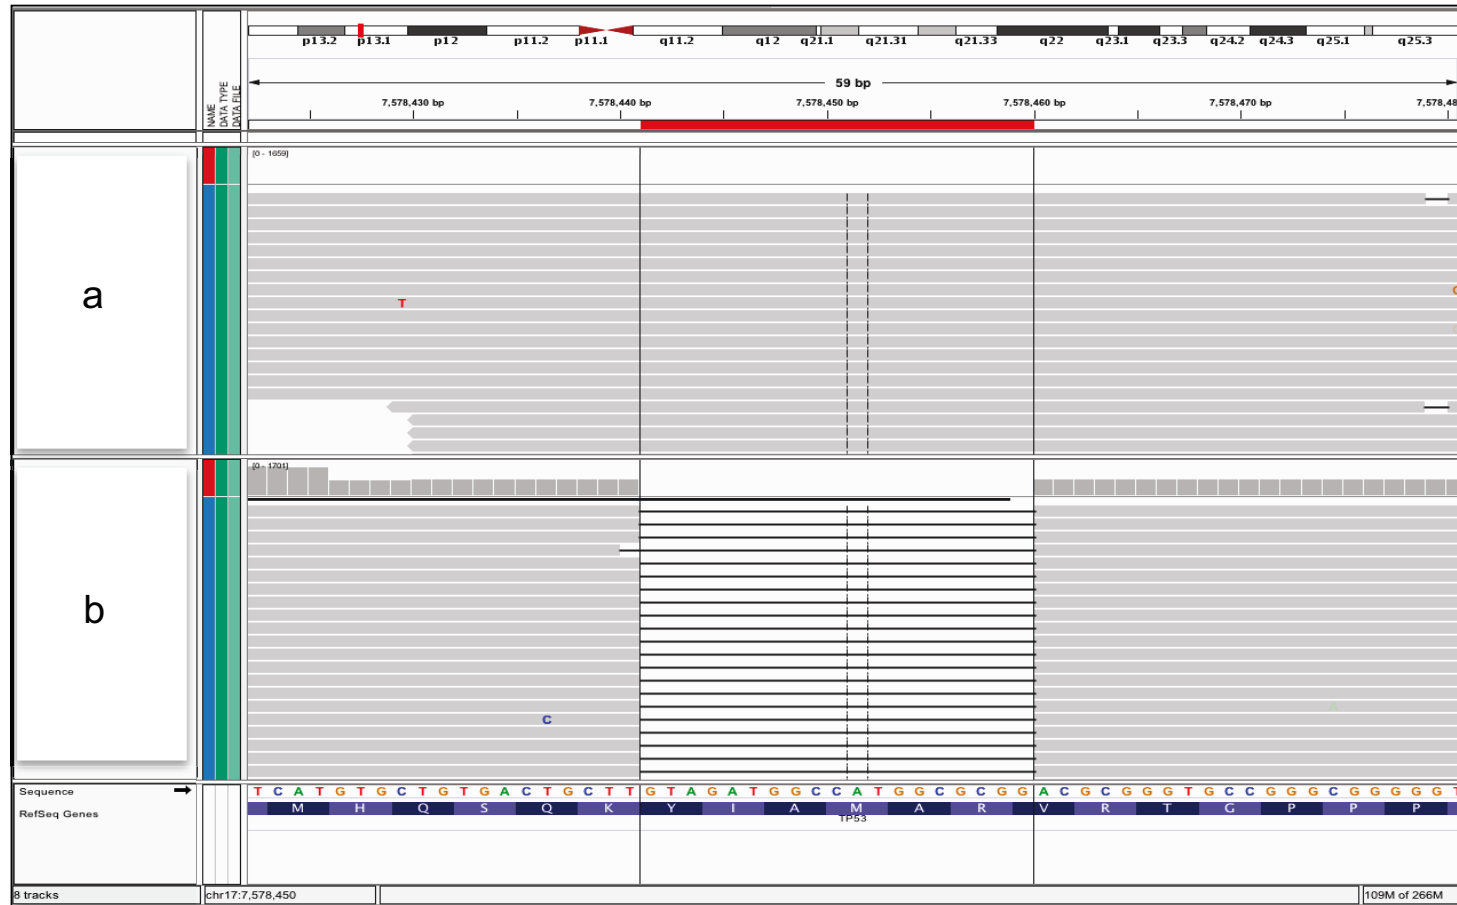 p13.2 p13.1 p12 p11.2 p11.1 q11.2 q12 q21.1 q21.31 q21.33 q22 q23.1 q23.3 q24.2 q24.3 q25.1 q25.3
59 bp
NAME
DATA TYPE
DATA FILE
7,578,430 bp 7,578,440 bp 7,578,450 bp 7,578,460 bp 7,578,470 bp 7,578,48
[0 - 1659]
a
T
[0 - 1701]
b
C
Sequence T C A T G T G C T G T G A C T G C T T G T A G A T G G C C A T G G C G C G G A C G C G G G T G C C G G G C G G G G G T
RefSeq Genes M H Q S Q K Y I A M A R V R T G P P P
TP53
8 tracks chr17:7,578,450 109M of 266M